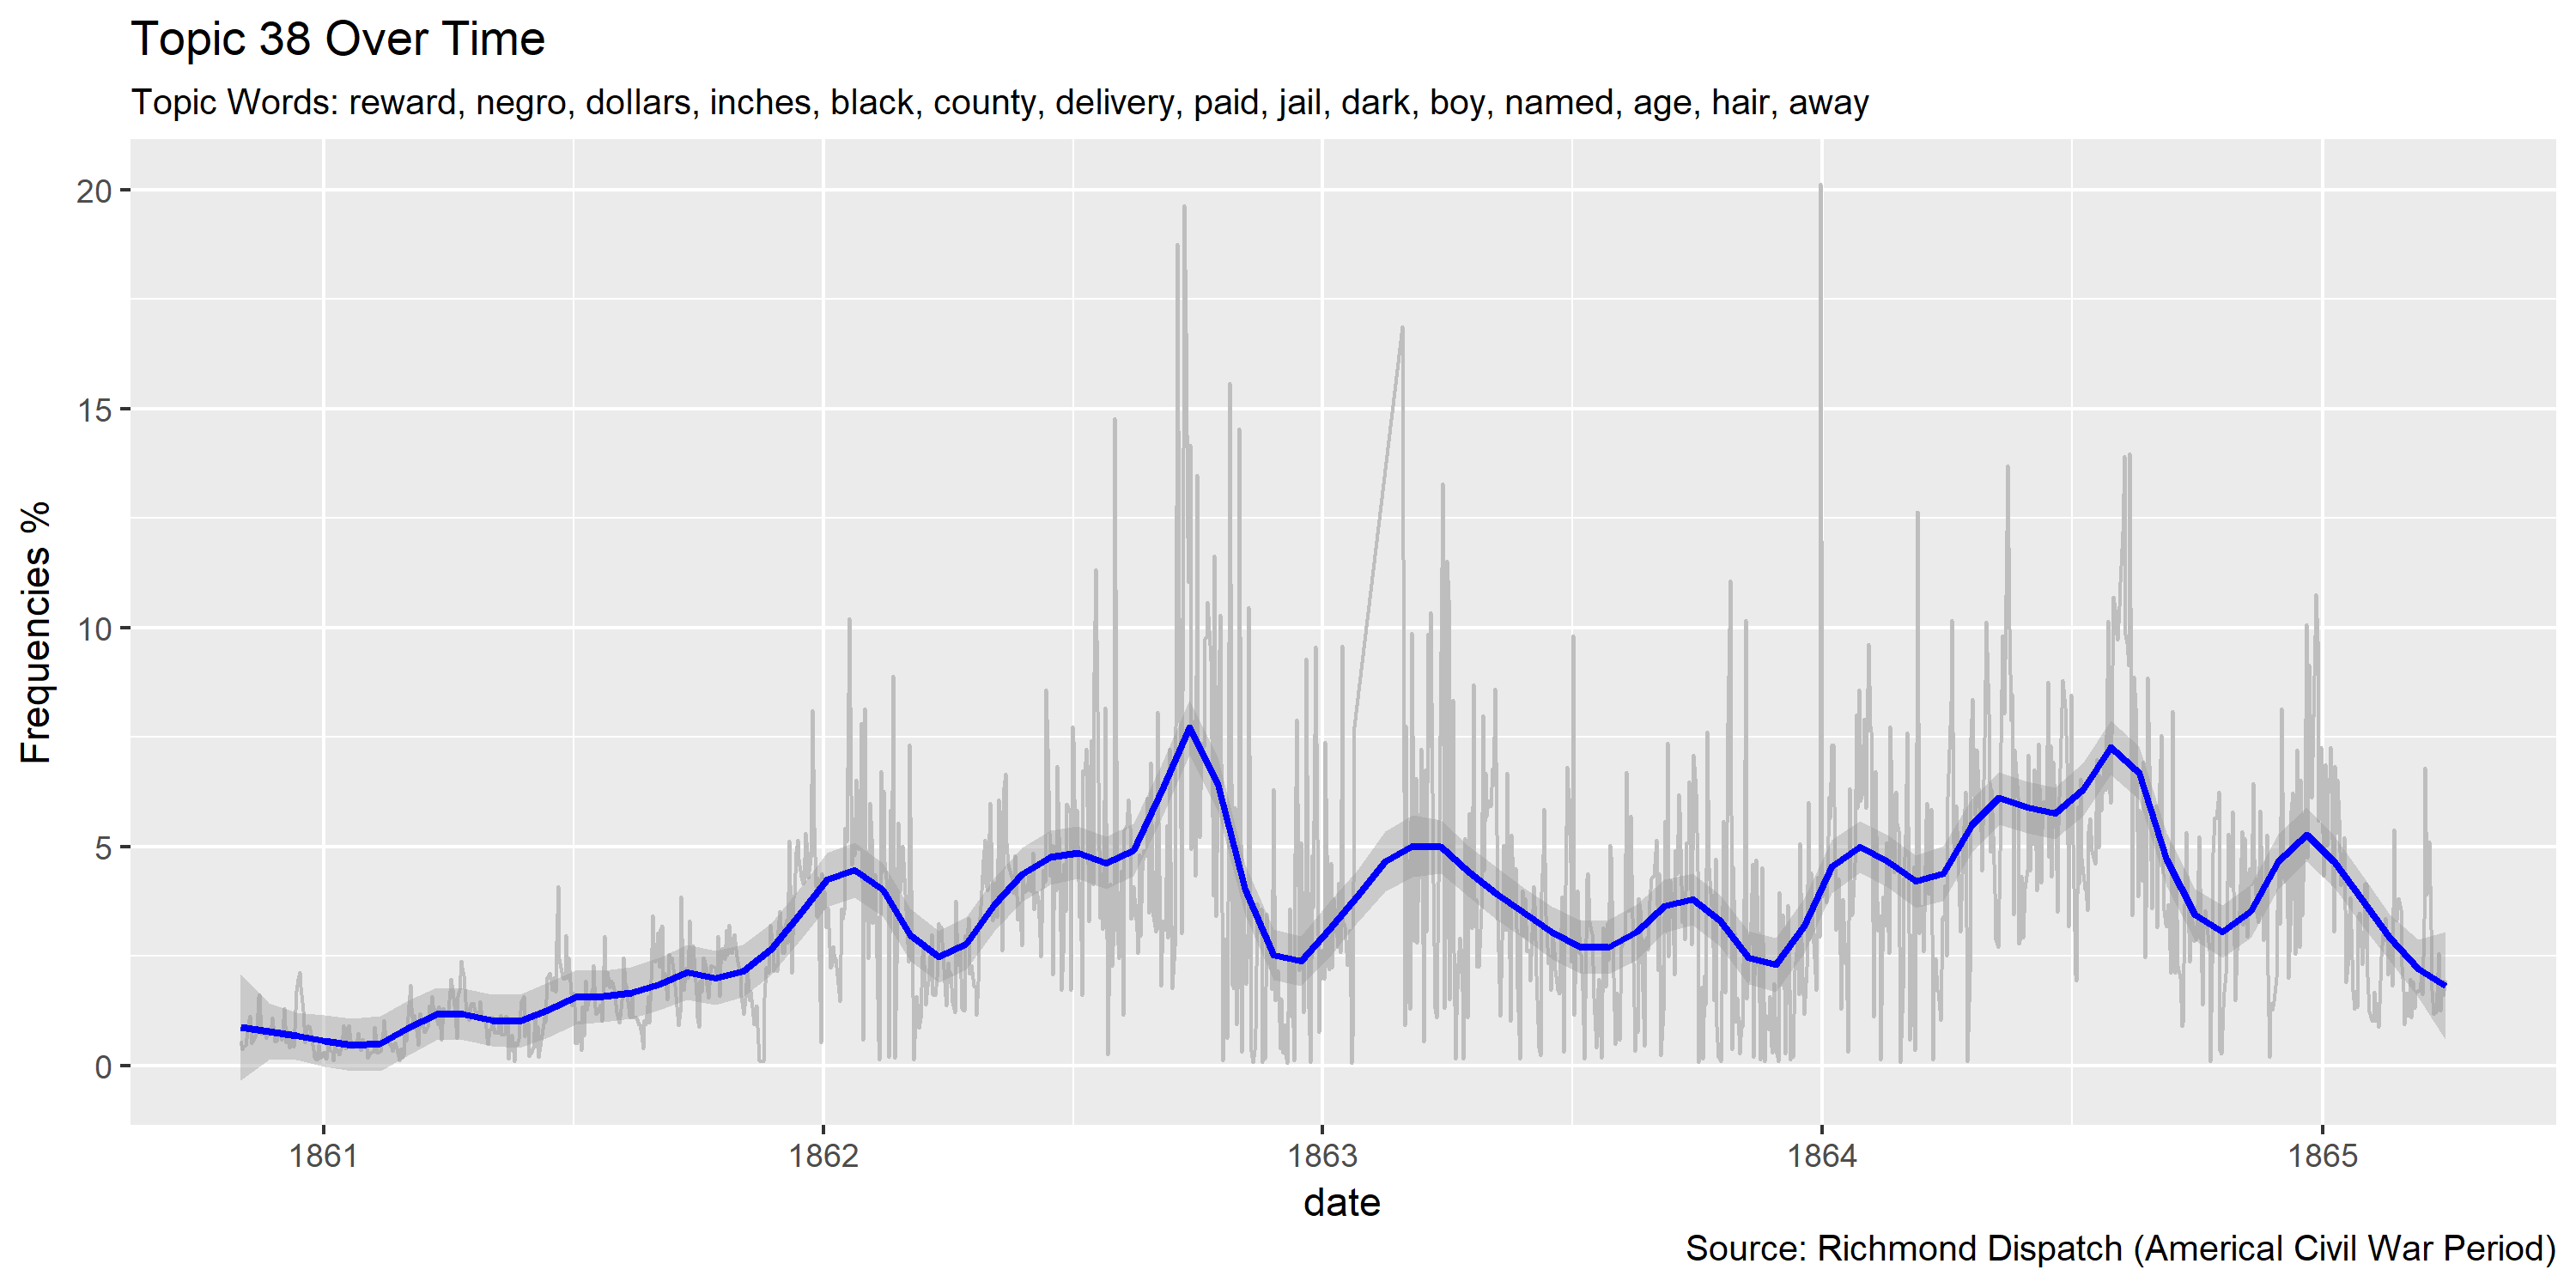 Topic 38 Over Time
Topic Words: reward, negro, dollars, inches, black, county, delivery, paid, jail, dark, boy, named, age, hair, away
Frequencies %
20
15
10
5
0
1861
1862
1863
1864
1865
date
Source: Richmond Dispatch (Americal Civil War Period)